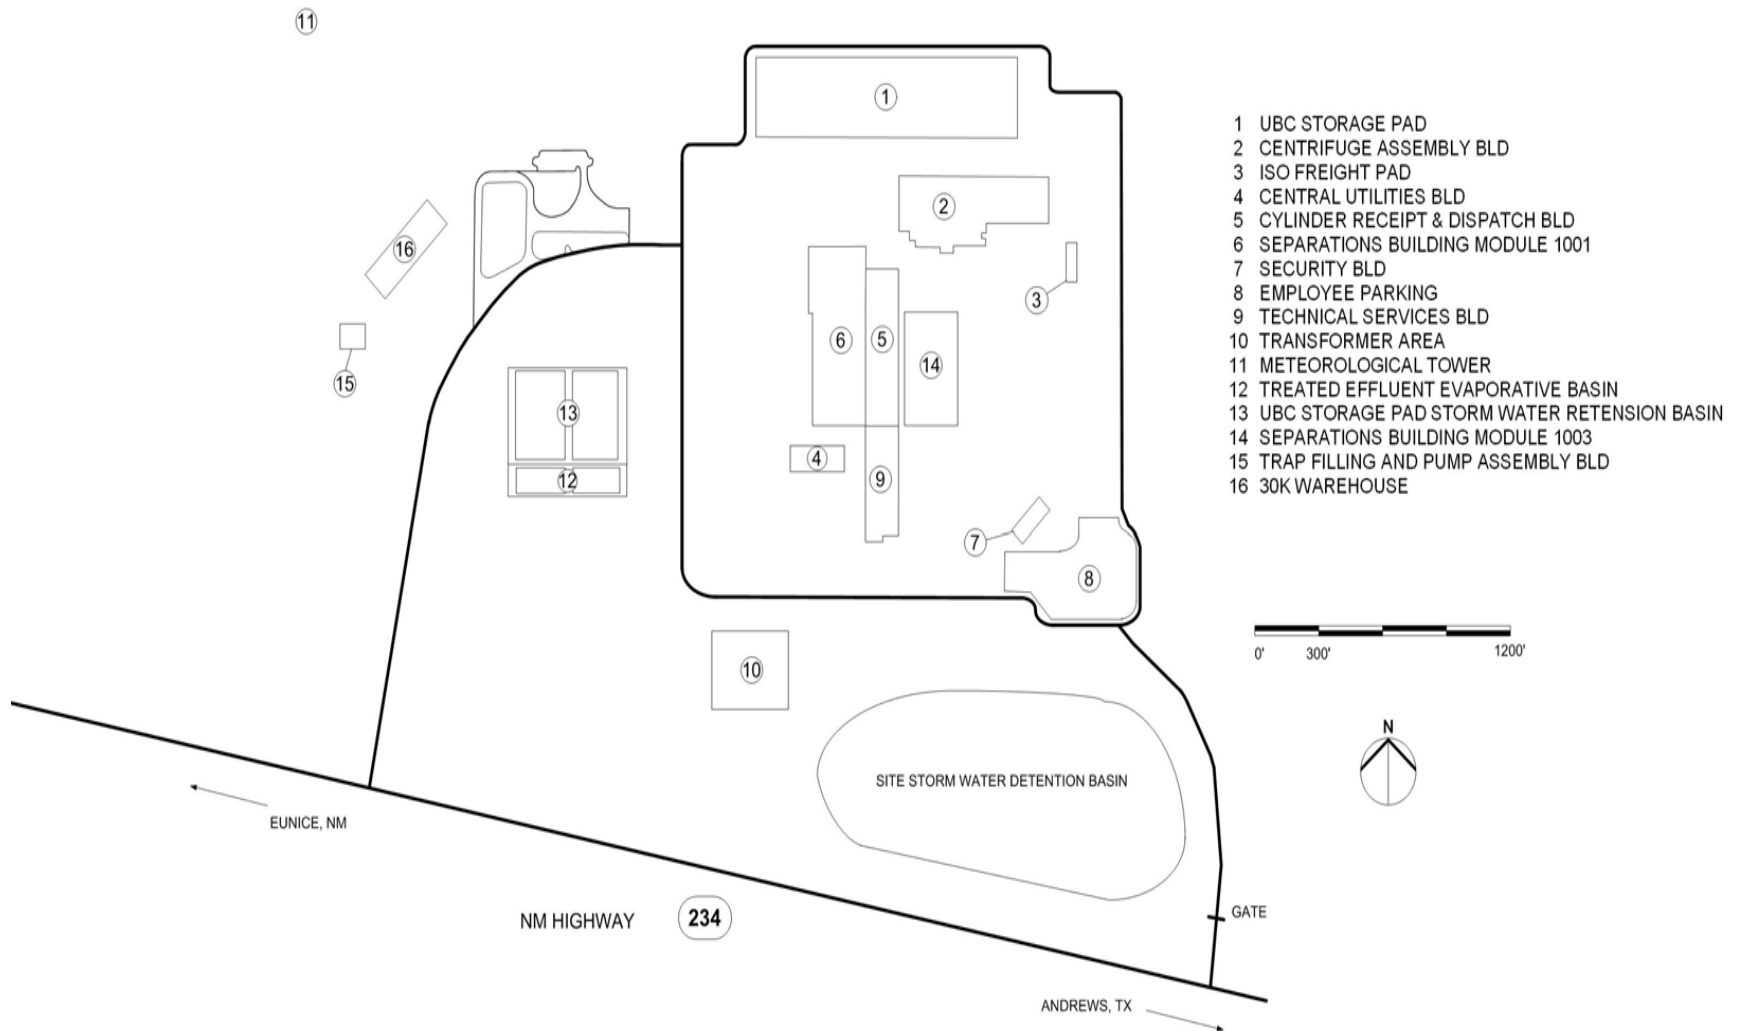 11
1
2
16
3
6
5
14
15
13
4
12
9
7
8
10
1 UBC STORAGE PAD
2 CENTRIFUGE ASSEMBLY BLD
3 ISO FREIGHT PAD
4 CENTRAL UTILITIES BLD
5 CYLINDER RECEIPT & DISPATCH BLD
6 SEPARATIONS BUILDING MODULE 1001
7 SECURITY BLD
8 EMPLOYEE PARKING
9 TECHNICAL SERVICES BLD
10 TRANSFORMER AREA
11 METEOROLOGICAL TOWER
12 TREATED EFFLUENT EVAPORATIVE BASIN
13 UBC STORAGE PAD STORM WATER RETENSION BASIN
14 SEPARATIONS BUILDING MODULE 1003
15 TRAP FILLING AND PUMP ASSEMBLY BLD
16 30K WAREHOUSE
0' 300' 1200'
N
SITE STORM WATER DETENTION BASIN
EUNICE, NM
NM HIGHWAY 234
GATE
ANDREWS, TX